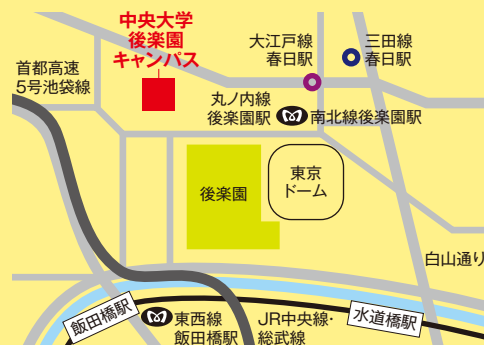 中央大学
後楽園
キャンパス
大江戸線
春日駅
三田線
春日駅
首都高速
5号池袋線
丸ノ内線
後楽園駅
南北線後楽園駅
後楽園
東京
ドーム
白山通り
飯田橋駅
東西線
飯田橋駅
JR中央線・
総武線
水道橋駅